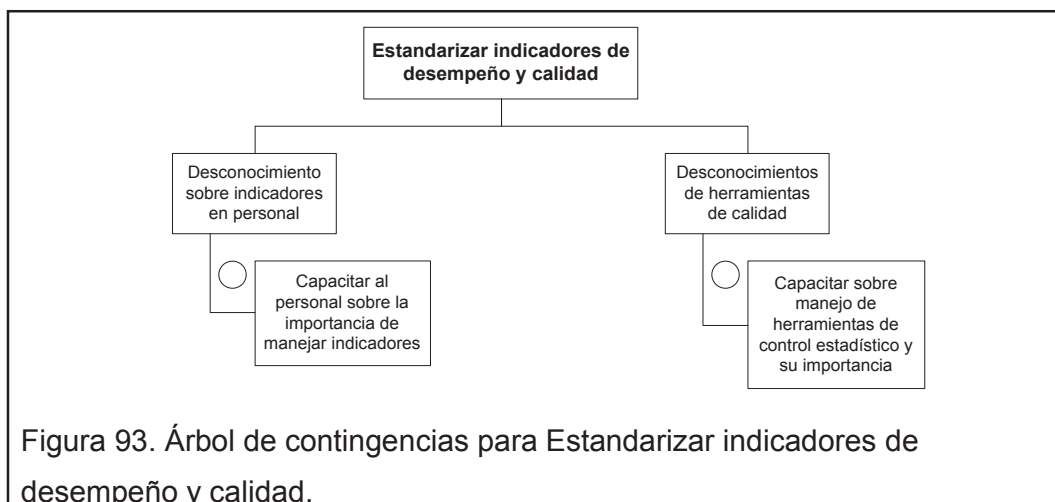 Estandarizar indicadores de
desempeño y calidad
Desconocimiento
sobre indicadores
en personal
Capacitar al
personal sobre la
importancia de
manejar indicadores
Desconocimientos
de herramientas
de calidad
Capacitar sobre
manejo de
herramientas de
control estadístico y
su importancia
Figura 93. Árbol de contingencias para Estandarizar indicadores de
desempeño y calidad.